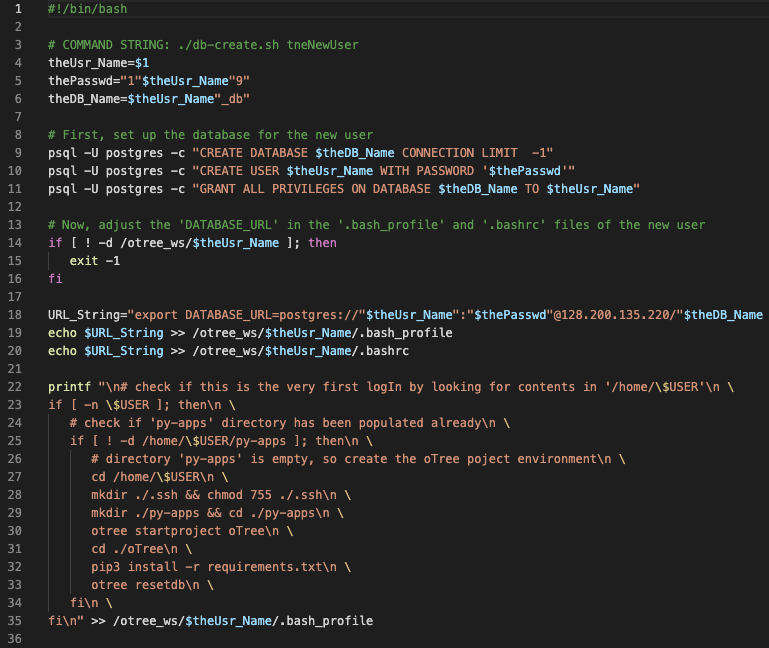 1 #!/bin/bash
2
3 # COMMAND STRING: ./db-create.sh tneNewUser
4 theUsr_Name=$1
5 thePasswd="1"$theUsr_Name"9"
6 theDB_Name=$theUsr_Name"_db"
7
8 # First, set up the database for the new user
9 psql -U postgres -c "CREATE DATABASE $theDB_Name CONNECTION LIMIT  -1"
10 psql -U postgres -c "CREATE USER $theUsr_Name WITH PASSWORD '$thePasswd'"
11 psql -U postgres -c "GRANT ALL PRIVILEGES ON DATABASE $theDB_Name TO $theUsr_Name"
12
13 # Now, adjust the 'DATABASE_URL' in the '.bash_profile' and '.bashrc' files of the new user
14 if [ ! -d /otree_ws/$theUsr_Name ]; then
15    exit -1
16 fi
17
18 URL_String="export DATABASE_URL=postgres://"$theUsr_Name":"$thePasswd"@128.200.135.220/"$theDB_Name
19 echo $URL_String >> /otree_ws/$theUsr_Name/.bash_profile
20 echo $URL_String >> /otree_ws/$theUsr_Name/.bashrc
21
22 printf "\n# check if this is the very first logIn by looking for contents in '/home/\$USER'\n \
23 if [ -n \$USER ]; then\n \
24    # check if 'py-apps' directory has been populated already\n \
25    if [ ! -d /home/\$USER/py-apps ]; then\n \
26       # directory 'py-apps' is empty, so create the oTree poject environment\n \
27       cd /home/\$USER\n \
28       mkdir ./.ssh && chmod 755 ./.ssh\n \
29       mkdir ./py-apps && cd ./py-apps\n \
30       otree startproject oTree\n \
31       cd ./oTree\n \
32       pip3 install -r requirements.txt\n \
33       otree resetdb\n \
34    fi\n \
35 fi\n" >> /otree_ws/$theUsr_Name/.bash_profile
36